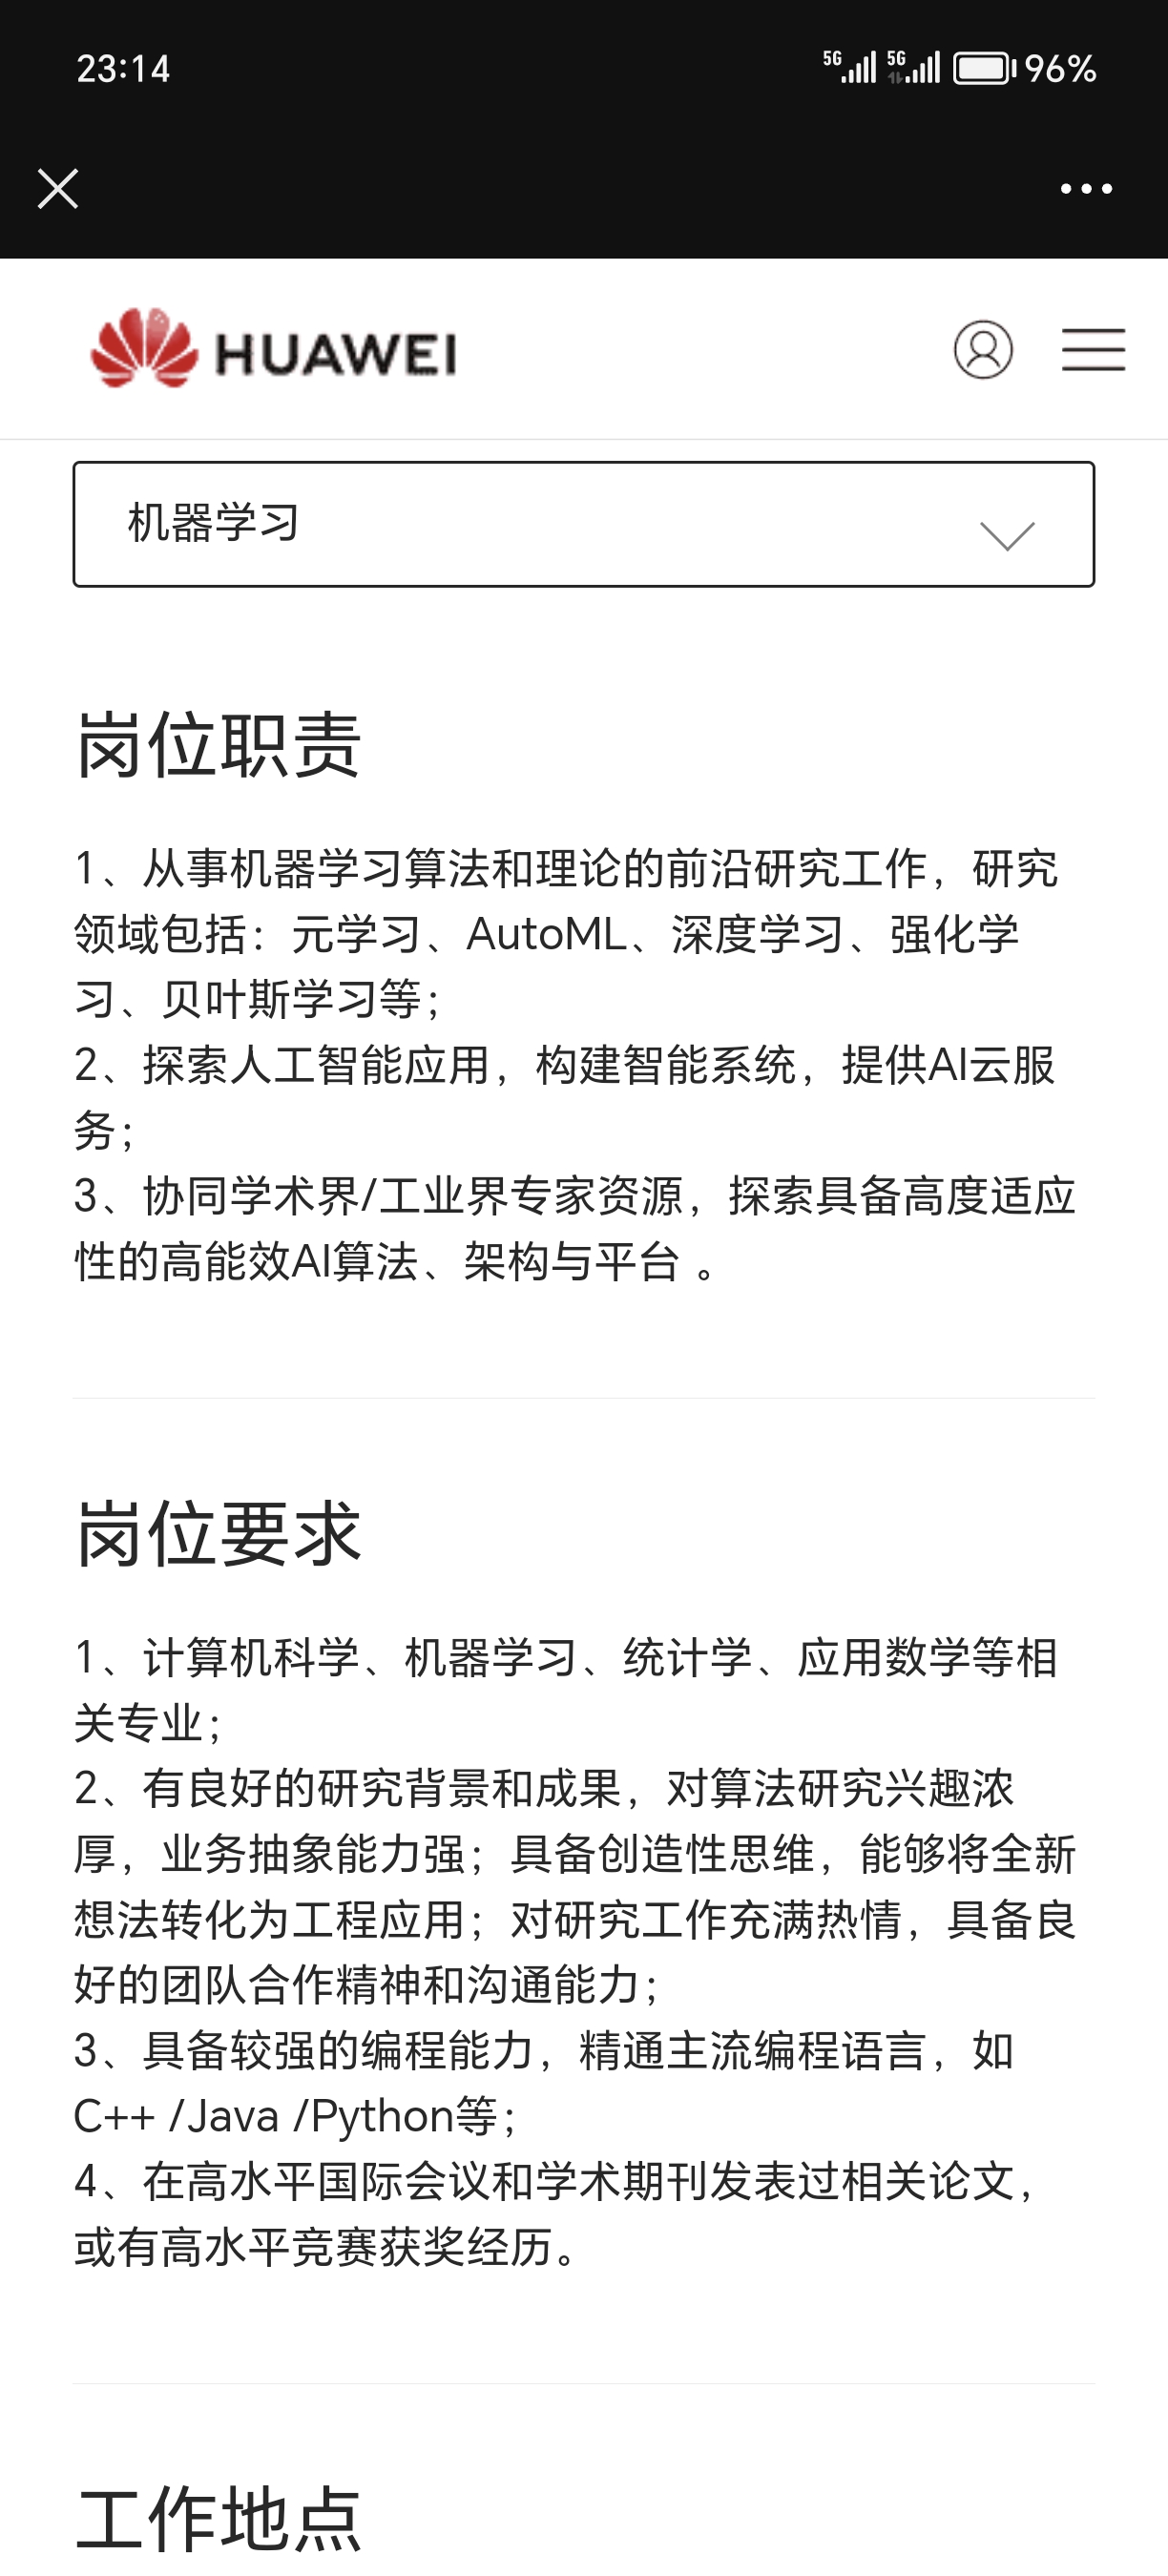 23:14
5G 5G 96%
HUAWEI
机器学习
岗位职责
1、从事机器学习算法和理论的前沿研究工作，研究
领域包括：元学习、AutoML、深度学习、强化学
习、贝叶斯学习等；
2、探索人工智能应用，构建智能系统，提供AI云服
务；
3、协同学术界/工业界专家资源，探索具备高度适应
性的高能效AI算法、架构与平台 。
岗位要求
1、计算机科学、机器学习、统计学、应用数学等相
关专业；
2、有良好的研究背景和成果，对算法研究兴趣浓
厚，业务抽象能力强；具备创造性思维，能够将全新
想法转化为工程应用；对研究工作充满热情，具备良
好的团队合作精神和沟通能力；
3、具备较强的编程能力，精通主流编程语言，如
C++ /Java /Python等；
4、在高水平国际会议和学术期刊发表过相关论文，
或有高水平竞赛获奖经历。
工作地点